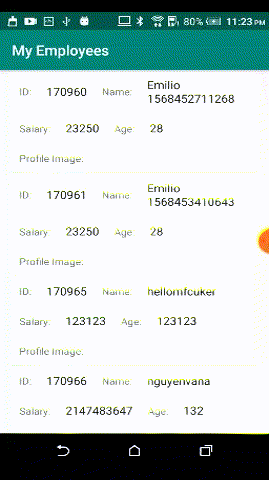 80% 11:23 PM
My Employees
ID: 170960 Name: Emilio
1568452711268
Salary: 23250 Age: 28
Profile Image:
ID: 170961 Name: Emilio
1568453410643
Salary: 23250 Age: 28
Profile Image:
ID: 170965 Name: hellomfcuker
Salary: 123123 Age: 123123
Profile Image:
ID: 170966 Name: nguyenvana
Salary: 2147483647 Age: 132